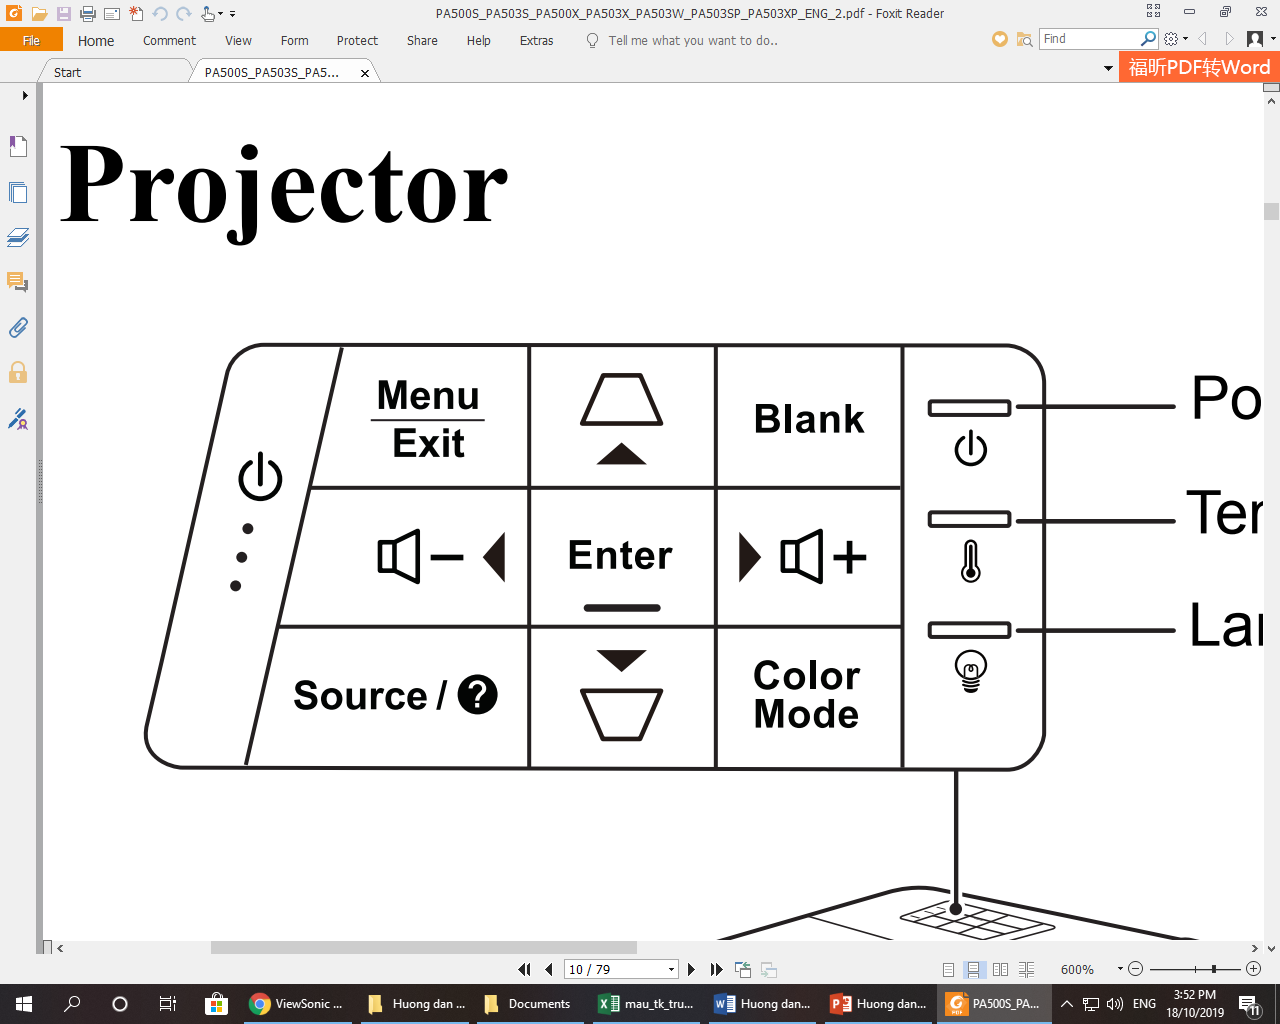 PA500S_PA503S_PA500X_PA503X_PA503W_PA503SP_PA503XP_ENG_2.pdf - Foxit Reader
File Home Comment View Form Protect Share Help Extras Tell me what you want to do.. Find
Start PA500S_PA503S_PA5... 福昕PDF转Word
Projector
Menu
Exit
Blank
Po
Enter
Ter
Source / ?
Color
Mode
Lar
10 / 79 600%
ViewSonic ... Huong dan ... Documents mau_tk_tru... Huong dan... Huong dan... PA500S_PA... ENG 3:52 PM
18/10/2019 11